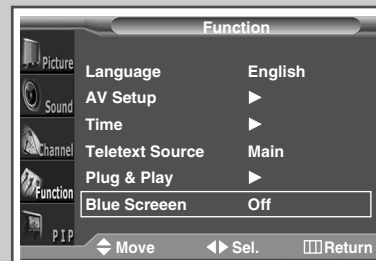 Function
Picture
Sound
Channel
Function
PIP
Language English
AV Setup
Time
Teletext Source Main
Plug & Play
Blue Screeen Off
Move Sel. Return